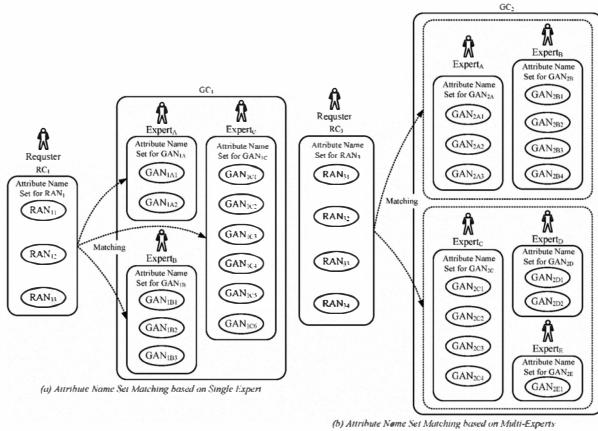 GC1
Requster
RC1
Attribute Name
Set for RAN1
RAN11
RAN12
RAN13
Matching
ExpertA
Attribute Name
Set for GAN1A
GAN1A1
GAN1A2
ExpertB
Attribute Name
Set for GAN1B
GAN1B1
GAN1B2
GAN1B3
ExpertC
Attribute Name
Set for GAN1C
GAN1C1
GAN1C2
GAN1C3
GAN1C4
GAN1C5
GAN1C6
(a) Attribute Name Set Matching based on Single Expert
GC2
Requster
Attribute Name
RAN31
RAN32
RAN33
RAN34
Matching
ExpertA
Attribute Name
Set for GAN2A
GAN2A1
GAN2A2
GAN2A3
ExpertB
Attribute Name
Set for GAN2B
GAN2B1
GAN2B2
GAN2B3
GAN2B4
ExpertC
Attribute Name
Set for GAN2C
GAN2C1
GAN2C2
GAN2C3
GAN2C4
ExpertD
Attribute Name
Set for GAN2D
GAN2D1
GAN2D2
ExpertE
Attribute Name
Set for GAN2E
GAN2E1
(b) Attribute Name Set Matching based on Multi-Experts